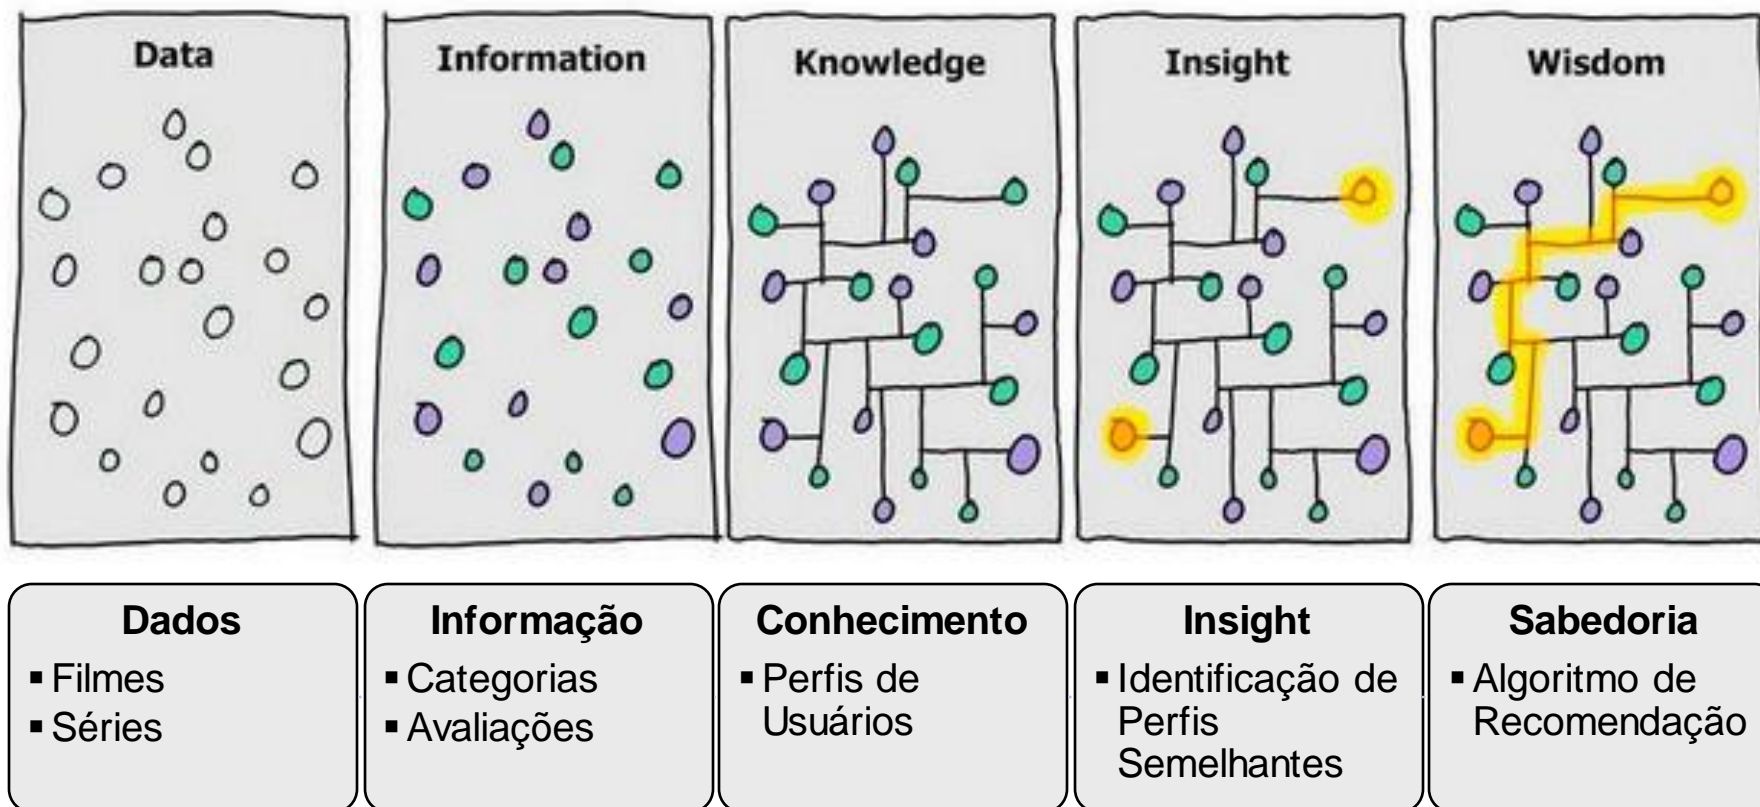 Data
Information
Knowledge
Insight
Wisdom
Dados
▪ Filmes
▪ Séries
Informação
▪ Categorias
▪ Avaliações
Conhecimento
▪ Perfis de
Usuários
Insight
▪ Identificação de
Perfis
Semelhantes
Sabedoria
▪ Algoritmo de
Recomendação